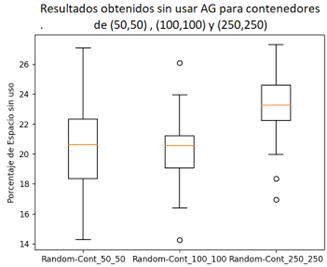 Resultados obtenidos sin usar AG para contenedores
. de (50,50) , (100,100) y (250,250)
Porcentaje de Espacio sin uso
26
24
22
20
18
16
14
Random-Cont_50_50 Random-Cont_100_100 Random-Cont_250_250